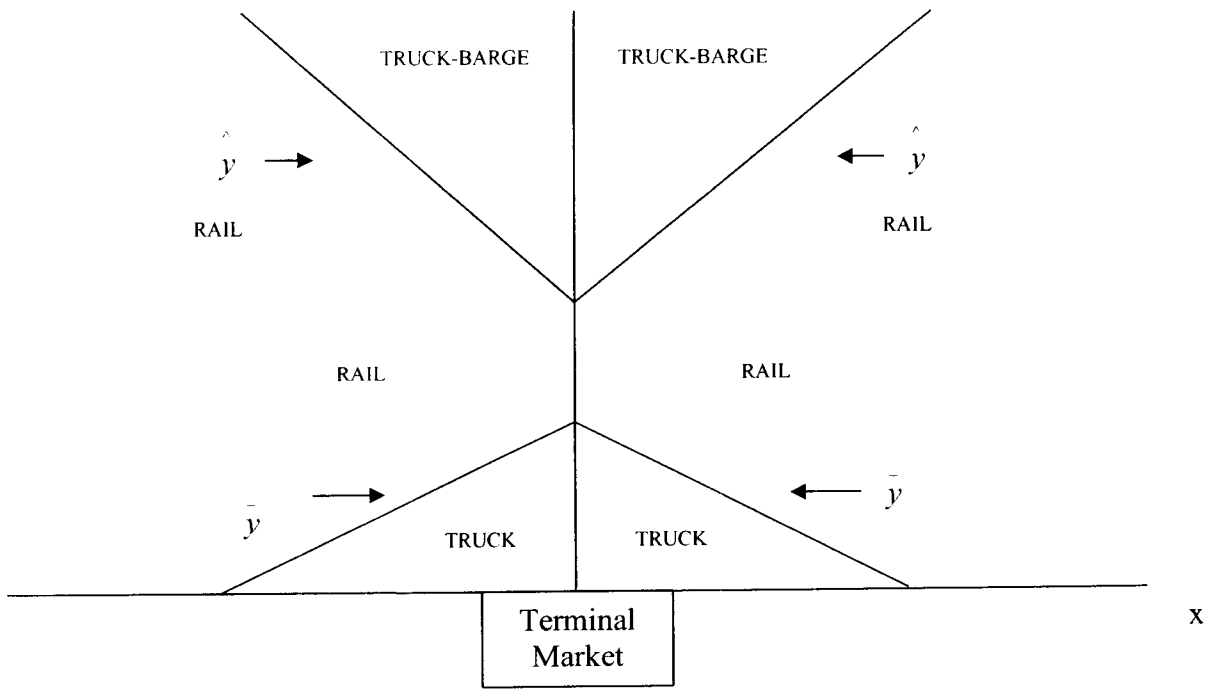 TRUCK-BARGE TRUCK-BARGE
ŷ ŷ
RAIL RAIL
RAIL RAIL
ȳ ȳ
TRUCK TRUCK
Terminal
Market
x